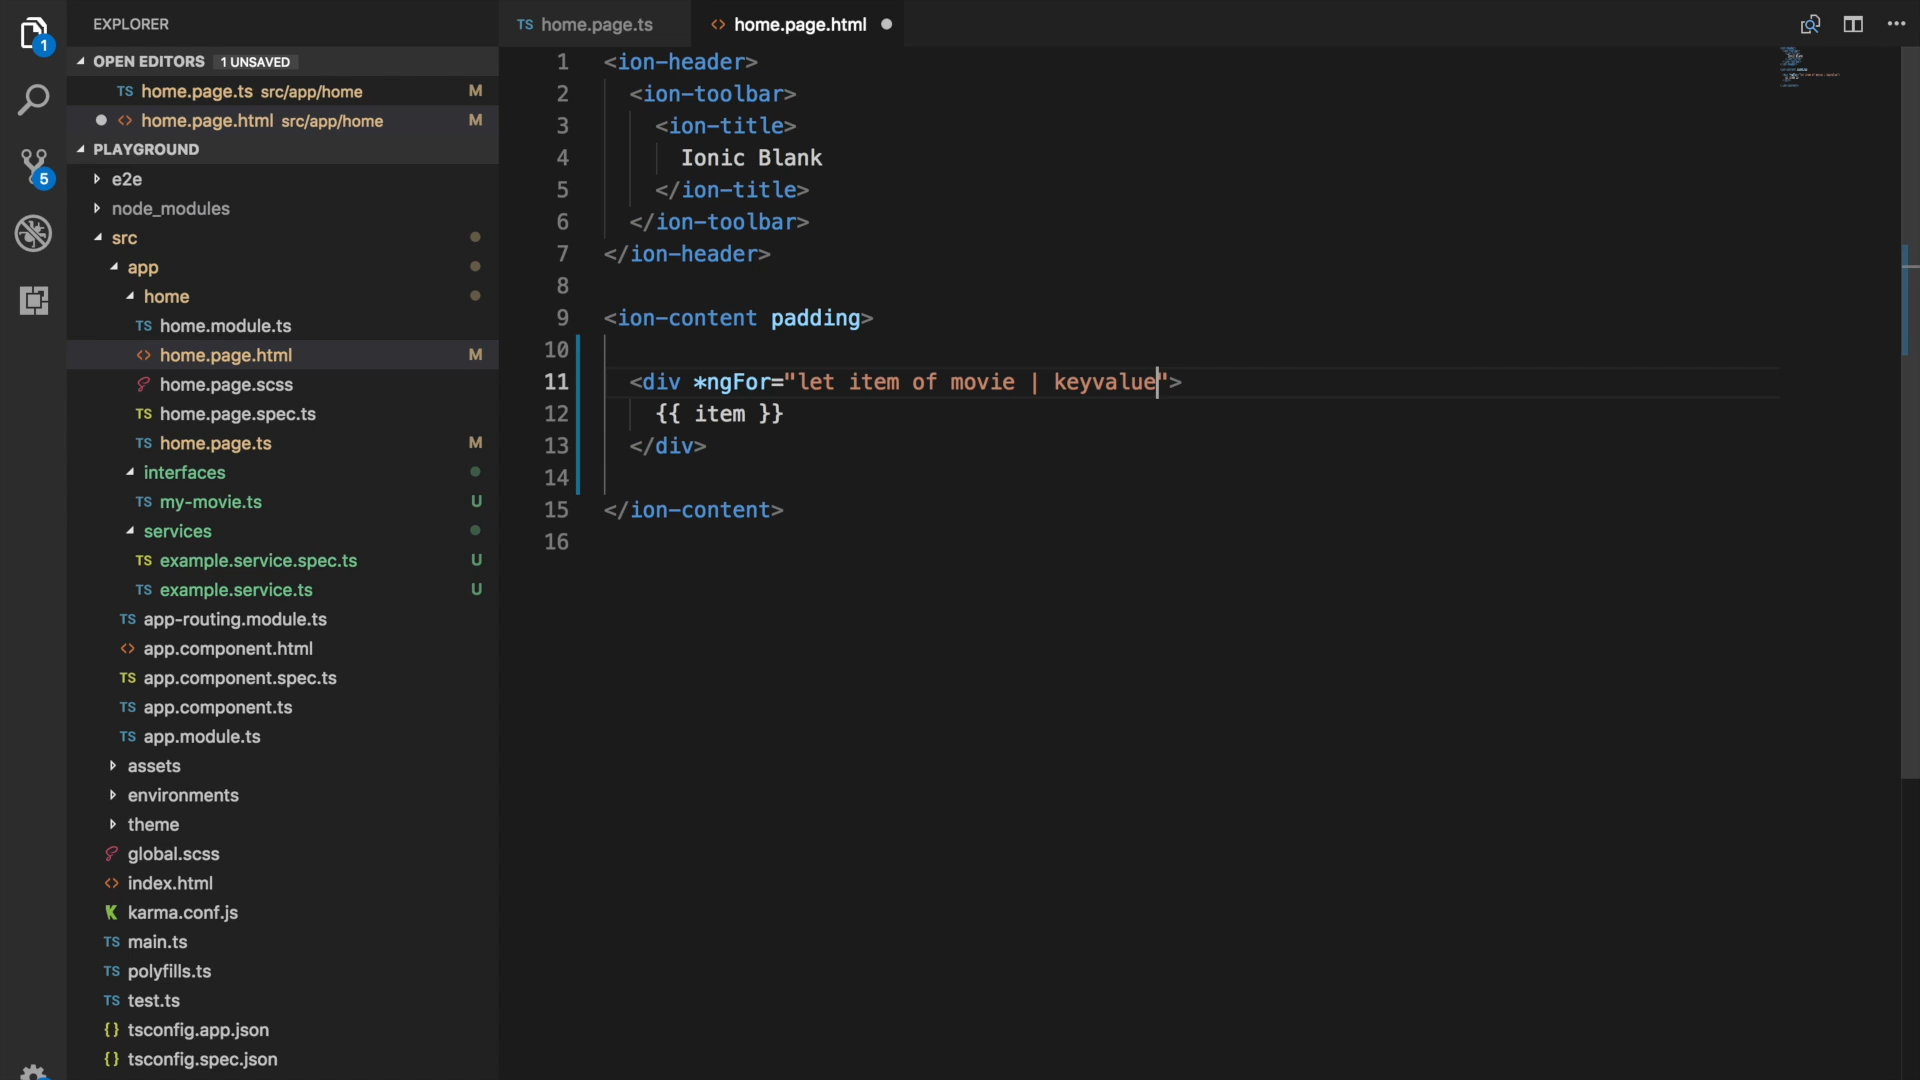 EXPLORER
1
OPEN EDITORS 1 UNSAVED
TS home.page.ts src/app/home M
<> home.page.html src/app/home M
PLAYGROUND
e2e
5
node_modules
src
app
home
TS home.module.ts
<> home.page.html M
home.page.scss
TS home.page.spec.ts
TS home.page.ts M
interfaces
TS my-movie.ts U
services
TS example.service.spec.ts U
TS example.service.ts U
TS app-routing.module.ts
<> app.component.html
TS app.component.spec.ts
TS app.component.ts
TS app.module.ts
assets
environments
theme
global.scss
<> index.html
K karma.conf.js
TS main.ts
TS polyfills.ts
TS test.ts
{} tsconfig.app.json
{} tsconfig.spec.json
TS home.page.ts <> home.page.html
1 <ion-header>
2 <ion-toolbar>
3 <ion-title>
4 Ionic Blank
5 </ion-title>
6 </ion-toolbar>
7 </ion-header>
8
9 <ion-content padding>
10
11 <div *ngFor="let item of movie | keyvalue">
12 {{ item }}
13 </div>
14
15 </ion-content>
16